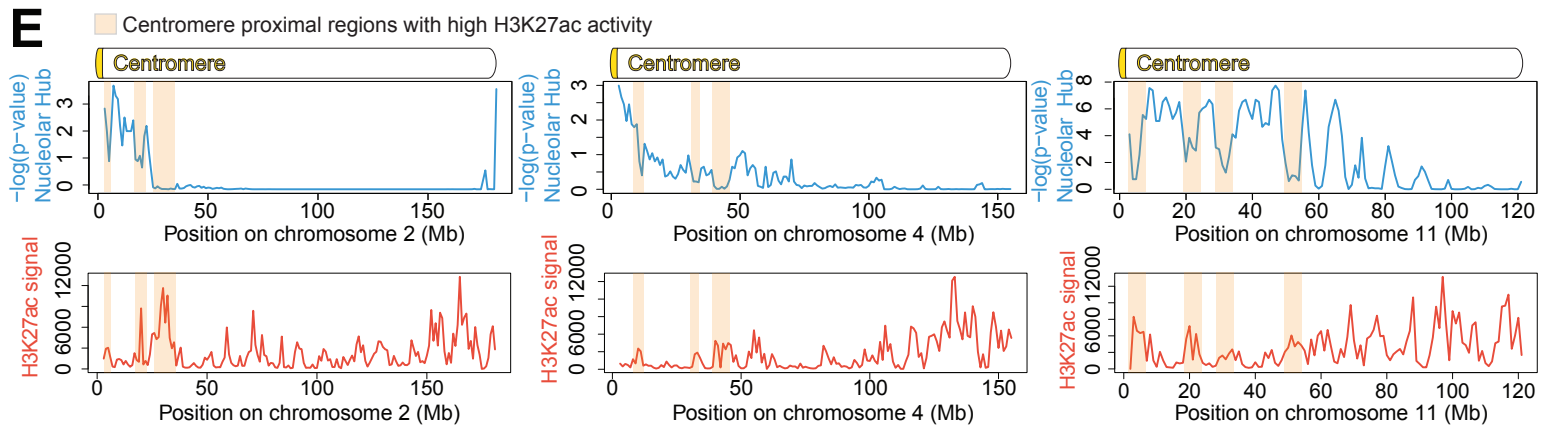 E
Centromere proximal regions with high H3K27ac activity
Centromere
Centromere
Centromere
−log(p−value)
Nucleolar Hub
0 1 2 3
0 50 100 150
Position on chromosome 2 (Mb)
−log(p−value)
Nucleolar Hub
0 1 2 3
0 50 100 150
Position on chromosome 4 (Mb)
−log(p−value)
Nucleolar Hub
0 2 4 6 8
0 20 40 60 80 100 120
Position on chromosome 11 (Mb)
H3K27ac signal
0 6000 12000
0 50 100 150
Position on chromosome 2 (Mb)
H3K27ac signal
0 6000 12000
0 50 100 150
Position on chromosome 4 (Mb)
H3K27ac signal
0 6000 12000
0 20 40 60 80 100 120
Position on chromosome 11 (Mb)